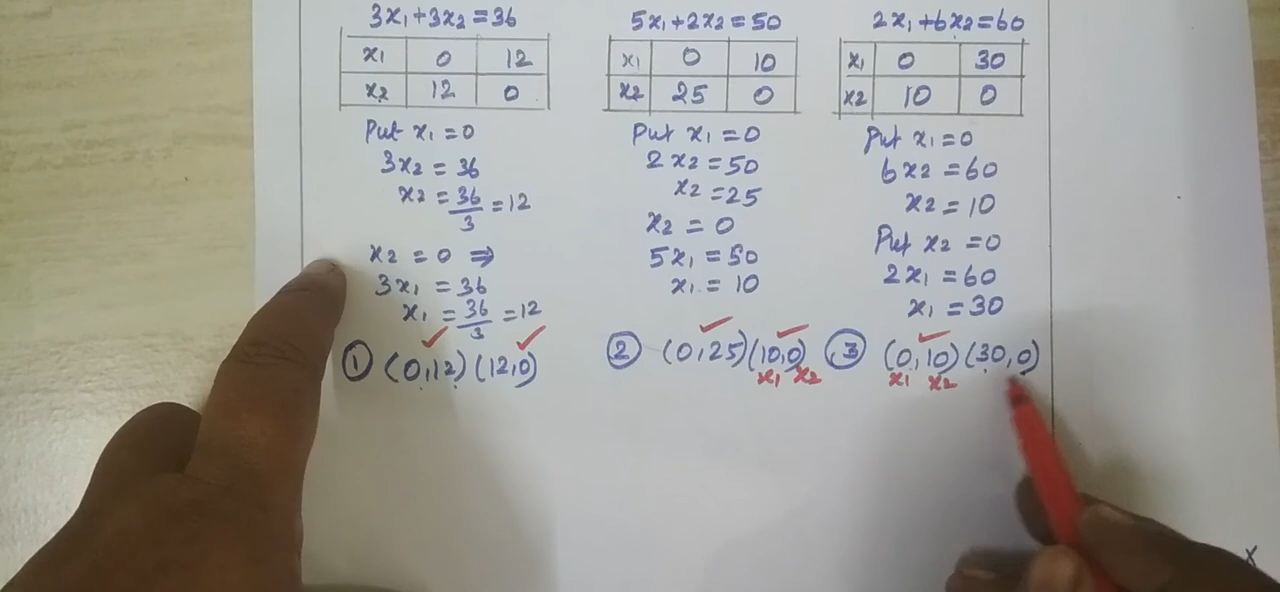 3x1+3x2=36
x1 0 12
x2 12 0
Put x1=0
3x2=36
x2=36/3=12
x2=0⇒
3x1=36
x1=36/3=12
① (0,12)(12,0)
5x1+2x2=50
x1 0 10
x2 25 0
Put x1=0
2x2=50
x2=25
x2=0
5x1=50
x1=10
② (0,25)(10,0)
x1 x2
2x1+6x2=60
x1 0 30
x2 10 0
Put x1=0
6x2=60
x2=10
Put x2=0
2x1=60
x1=30
③ (0,10)(30,0)
x1 x2
X